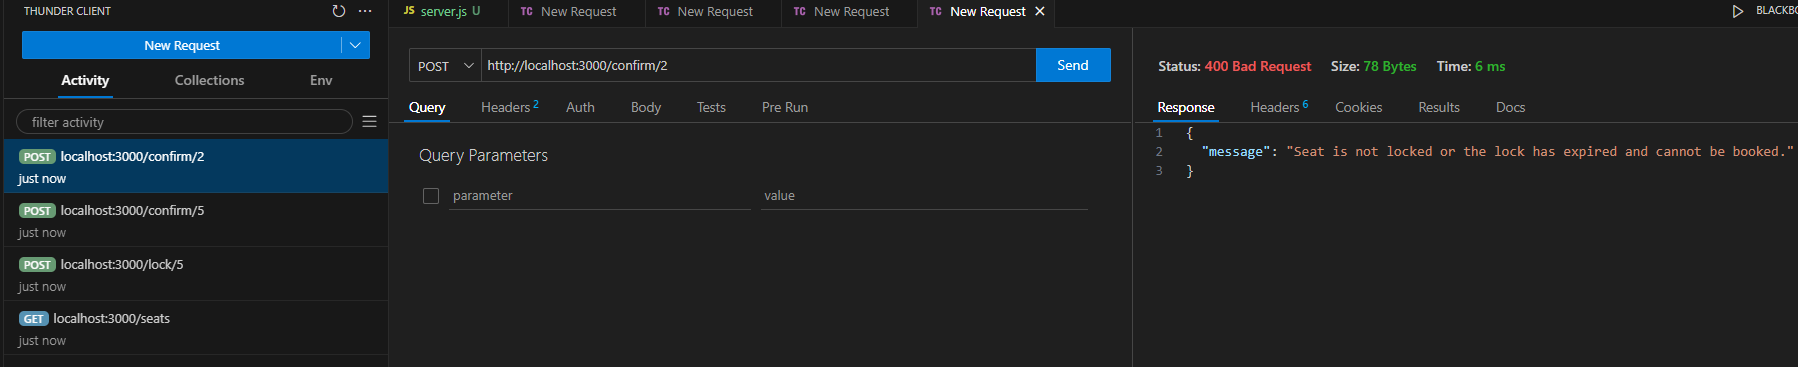 THUNDER CLIENT
New Request
Activity Collections Env
filter activity
POST localhost:3000/confirm/2
just now
POST localhost:3000/confirm/5
just now
POST localhost:3000/lock/5
just now
GET localhost:3000/seats
just now
JS server.js U TC New Request TC New Request TC New Request TC New Request
BLACKBO
POST http://localhost:3000/confirm/2 Send
Query Headers 2 Auth Body Tests Pre Run
Query Parameters
parameter value
Status: 400 Bad Request Size: 78 Bytes Time: 6 ms
Response Headers 6 Cookies Results Docs
1 {
2 "message": "Seat is not locked or the lock has expired and cannot be booked."
3 }